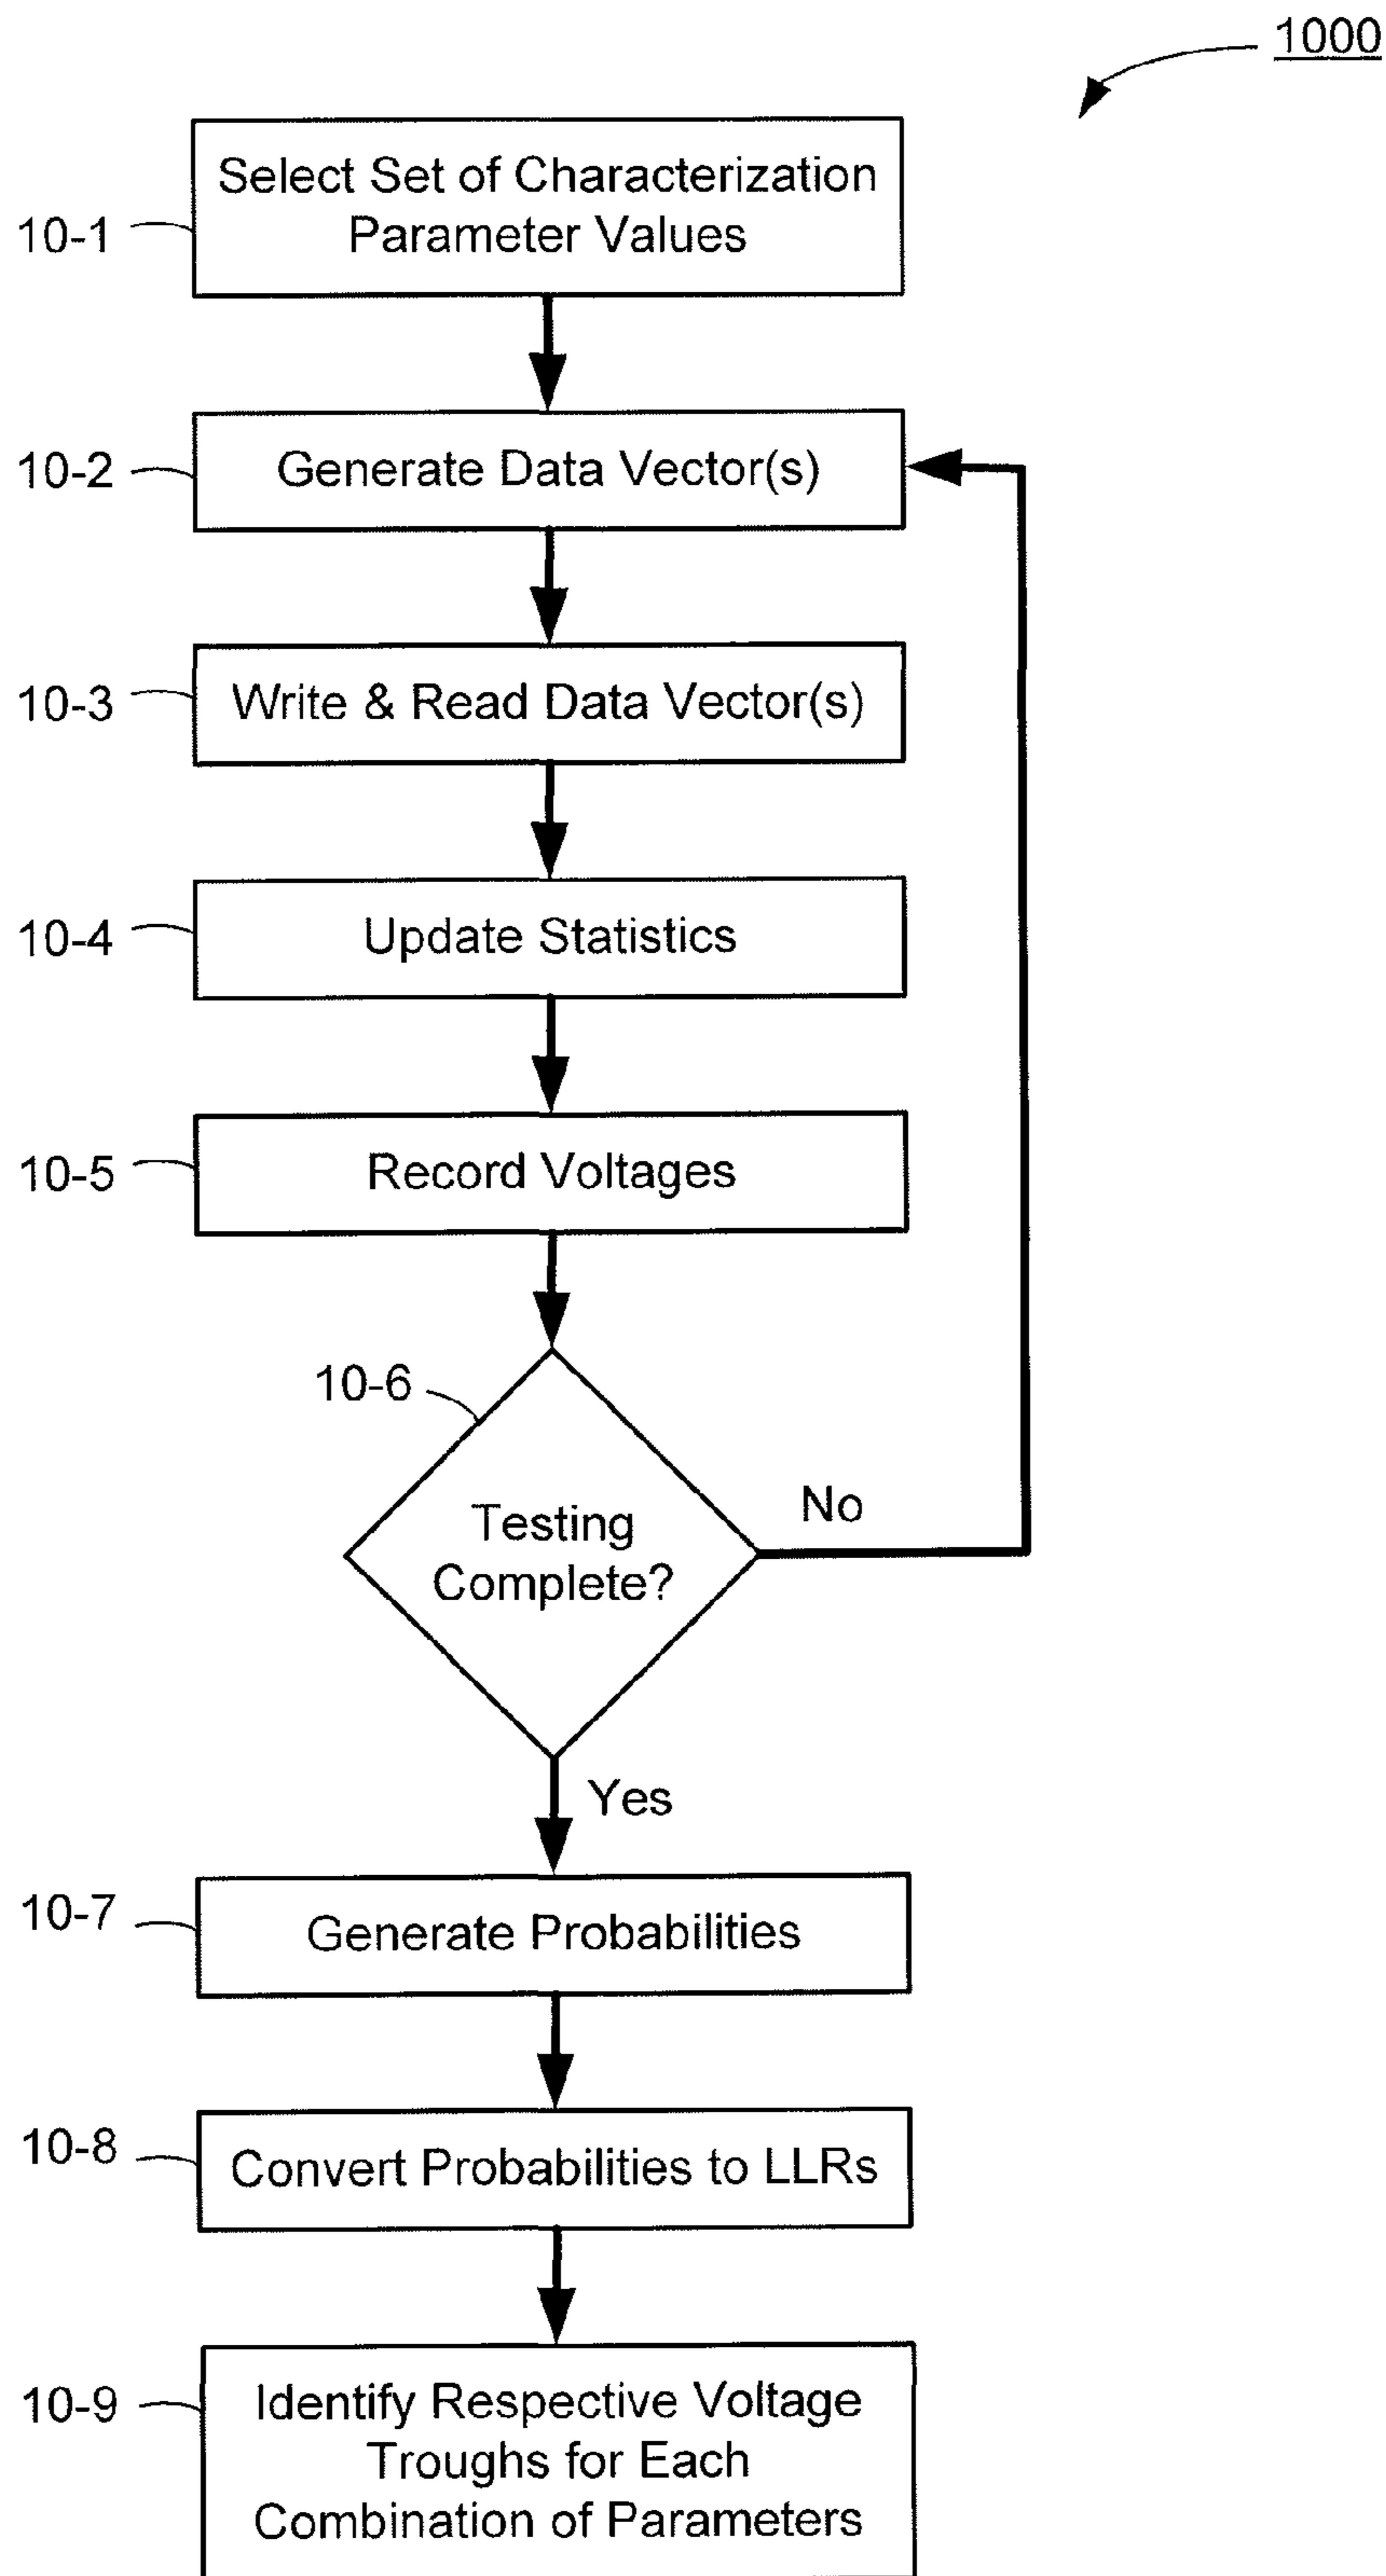 1000
Select Set of Characterization
Parameter Values
10-1
Generate Data Vector(s)
10-2
Write & Read Data Vector(s)
10-3
Update Statistics
10-4
Record Voltages
10-5
10-6
Testing
Complete?
No
Yes
Generate Probabilities
10-7
Convert Probabilities to LLRs
10-8
Identify Respective Voltage
Troughs for Each
Combination of Parameters
10-9